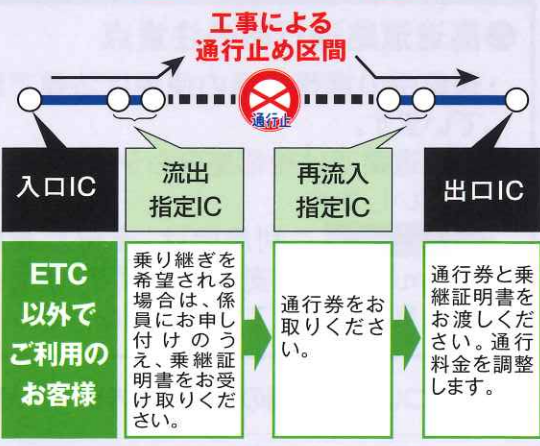 工事による
通行止め区間
通行止
入口IC
流出
指定IC
再流入
指定IC
出口IC
ETC
以外で
ご利用の
お客様
乗り継ぎを
希望される
場合は、係
員にお申し
付けのう
え、乗継証
明書をお受
け取りくだ
さい。
通行券をお
取りくださ
い。
通行券と乗
継証明書を
お渡しくだ
さい。通行
料金を調整
します。